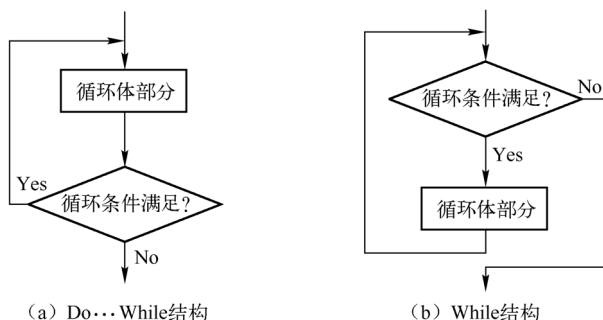 循环体部分
Yes
循环条件满足?
No
(a) Do…While结构
循环条件满足?
No
Yes
循环体部分
(b) While结构